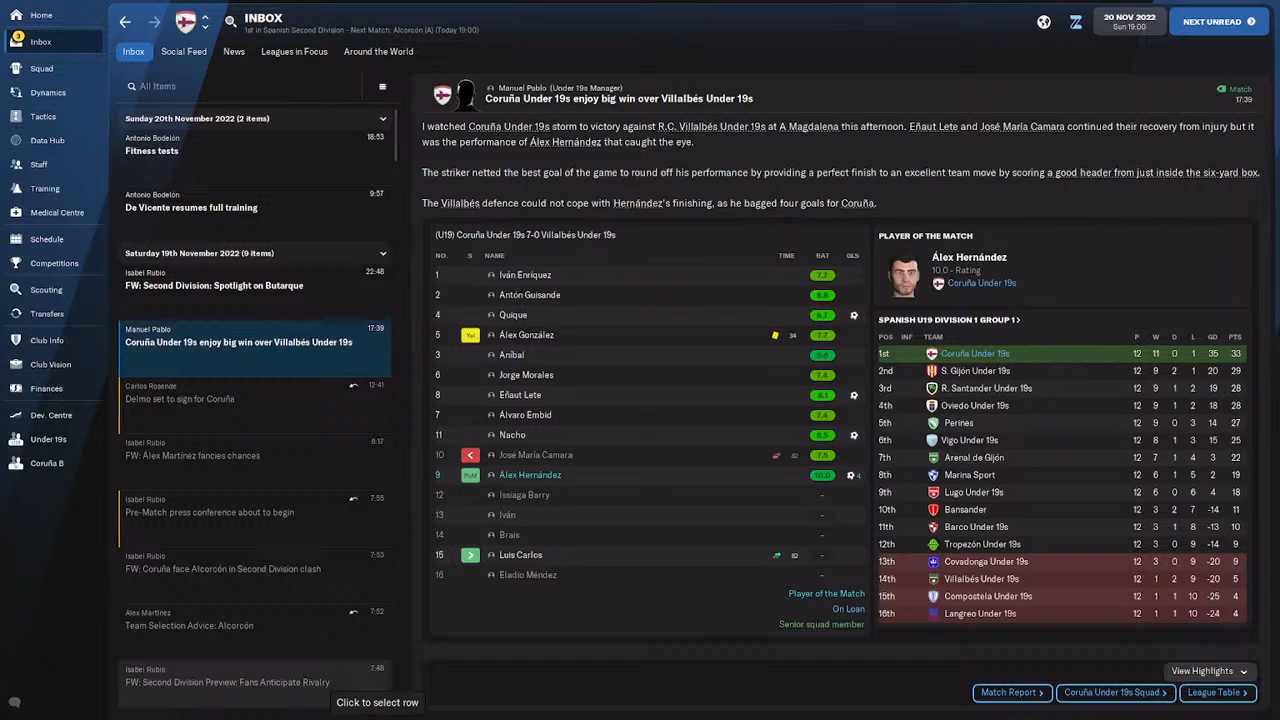 Home
3
Inbox
Squad
Dynamics
Tactics
Data Hub
Staff
Training
Medical Centre
Schedule
Competitions
Scouting
Transfers
Club Info
Club Vision
Finances
Dev. Centre
Under 19s
Coruña B
INBOX
1st in Spanish Second Division - Next Match: Alcorcón (A) (Today 19:00)
20 NOV 2022
Sun 19:00
NEXT UNREAD
Inbox Social Feed News Leagues in Focus Around the World
All Items
Sunday 20th November 2022 (2 items)
Antonio Bodelón 18:53
Fitness tests
Antonio Bodelón 9:57
De Vicente resumes full training
Saturday 19th November 2022 (9 items)
Isabel Rubio 22:48
FW: Second Division: Spotlight on Butarque
Manuel Pablo 17:39
Coruña Under 19s enjoy big win over Villalbés Under 19s
Carlos Rosende 12:41
Delmo set to sign for Coruña
Isabel Rubio 8:17
FW: Álex Martínez fancies chances
Isabel Rubio 7:55
Pre-Match press conference about to begin
Isabel Rubio 7:53
FW: Coruña face Alcorcón in Second Division clash
Alex Martinez 7:52
Team Selection Advice: Alcorcón
Isabel Rubio 7:48
FW: Second Division Preview: Fans Anticipate Rivalry
Click to select row
Manuel Pablo (Under 19s Manager)
Coruña Under 19s enjoy big win over Villalbés Under 19s
Match
17:39
I watched Coruña Under 19s storm to victory against R.C. Villalbés Under 19s at A Magdalena this afternoon. Eñaut Lete and José María Camara continued their recovery from injury but it
was the performance of Álex Hernández that caught the eye.
The striker netted the best goal of the game to round off his performance by providing a perfect finish to an excellent team move by scoring a good header from just inside the six-yard box.
The Villalbés defence could not cope with Hernández's finishing, as he bagged four goals for Coruña.
(U19) Coruña Under 19s 7-0 Villalbés Under 19s
NO. S NAME TIME RAT GLS
1 Iván Enríquez 7.7
2 Antón Guisande 8.8
4 Quique 8.7
5 Yel Álex González 34 7.7
3 Aníbal 9.6
6 Jorge Morales 7.4
8 Eñaut Lete 8.1
7 Álvaro Embid 7.4
11 Nacho 8.5
10 José María Camara 82 7.5
9 PoM Álex Hernández 10.0 4
12 Issiaga Barry -
13 Iván -
14 Brais -
15 Luis Carlos 82 -
16 Eladio Méndez -
Player of the Match
On Loan
Senior squad member
PLAYER OF THE MATCH
Álex Hernández
10.0 - Rating
Coruña Under 19s
SPANISH U19 DIVISION 1 GROUP 1
POS INF TEAM P W D L GD PTS
1st Coruña Under 19s 12 11 0 1 35 33
2nd S. Gijón Under 19s 12 9 2 1 20 29
3rd R. Santander Under 19s 12 9 1 2 19 28
4th Oviedo Under 19s 12 9 1 2 18 28
5th Perines 12 9 0 3 14 27
6th Vigo Under 19s 12 8 1 3 15 25
7th Arenal de Gijón 12 7 1 4 3 22
8th Marina Sport 12 6 1 5 2 19
9th Lugo Under 19s 12 6 0 6 4 18
10th Bansander 12 3 2 7 -14 11
11th Barco Under 19s 12 3 1 8 -13 10
12th Tropezón Under 19s 12 3 0 9 -14 9
13th Covadonga Under 19s 12 3 0 9 -20 9
14th Villalbés Under 19s 12 1 2 9 -20 5
15th Compostela Under 19s 12 1 1 10 -25 4
16th Langreo Under 19s 12 1 1 10 -24 4
View Highlights
Match Report Coruña Under 19s Squad League Table